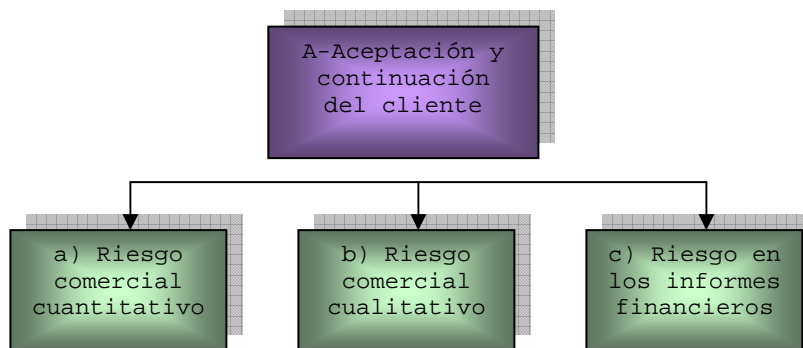 A-Aceptación y
continuación
del cliente
a) Riesgo
comercial
cuantitativo
b) Riesgo
comercial
cualitativo
c) Riesgo en
los informes
financieros